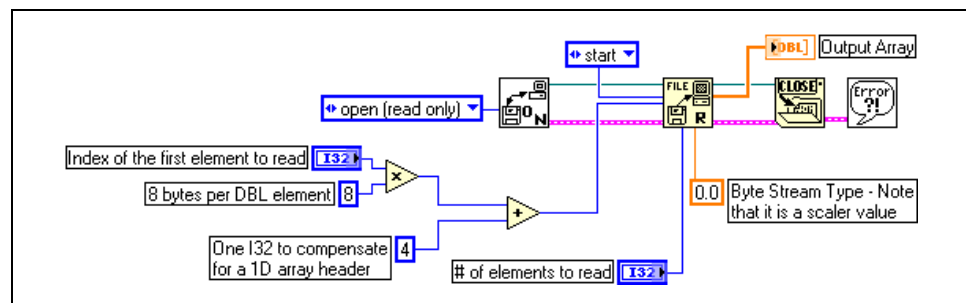 DBL]
Output Array
start
FILE
R
CLOSE
Error
?!
open (read only)
O
N
Index of the first element to read
I32
x
8 bytes per DBL element
8
+
0.0
Byte Stream Type - Note
that it is a scaler value
One I32 to compensate
for a 1D array header
4
# of elements to read
I32